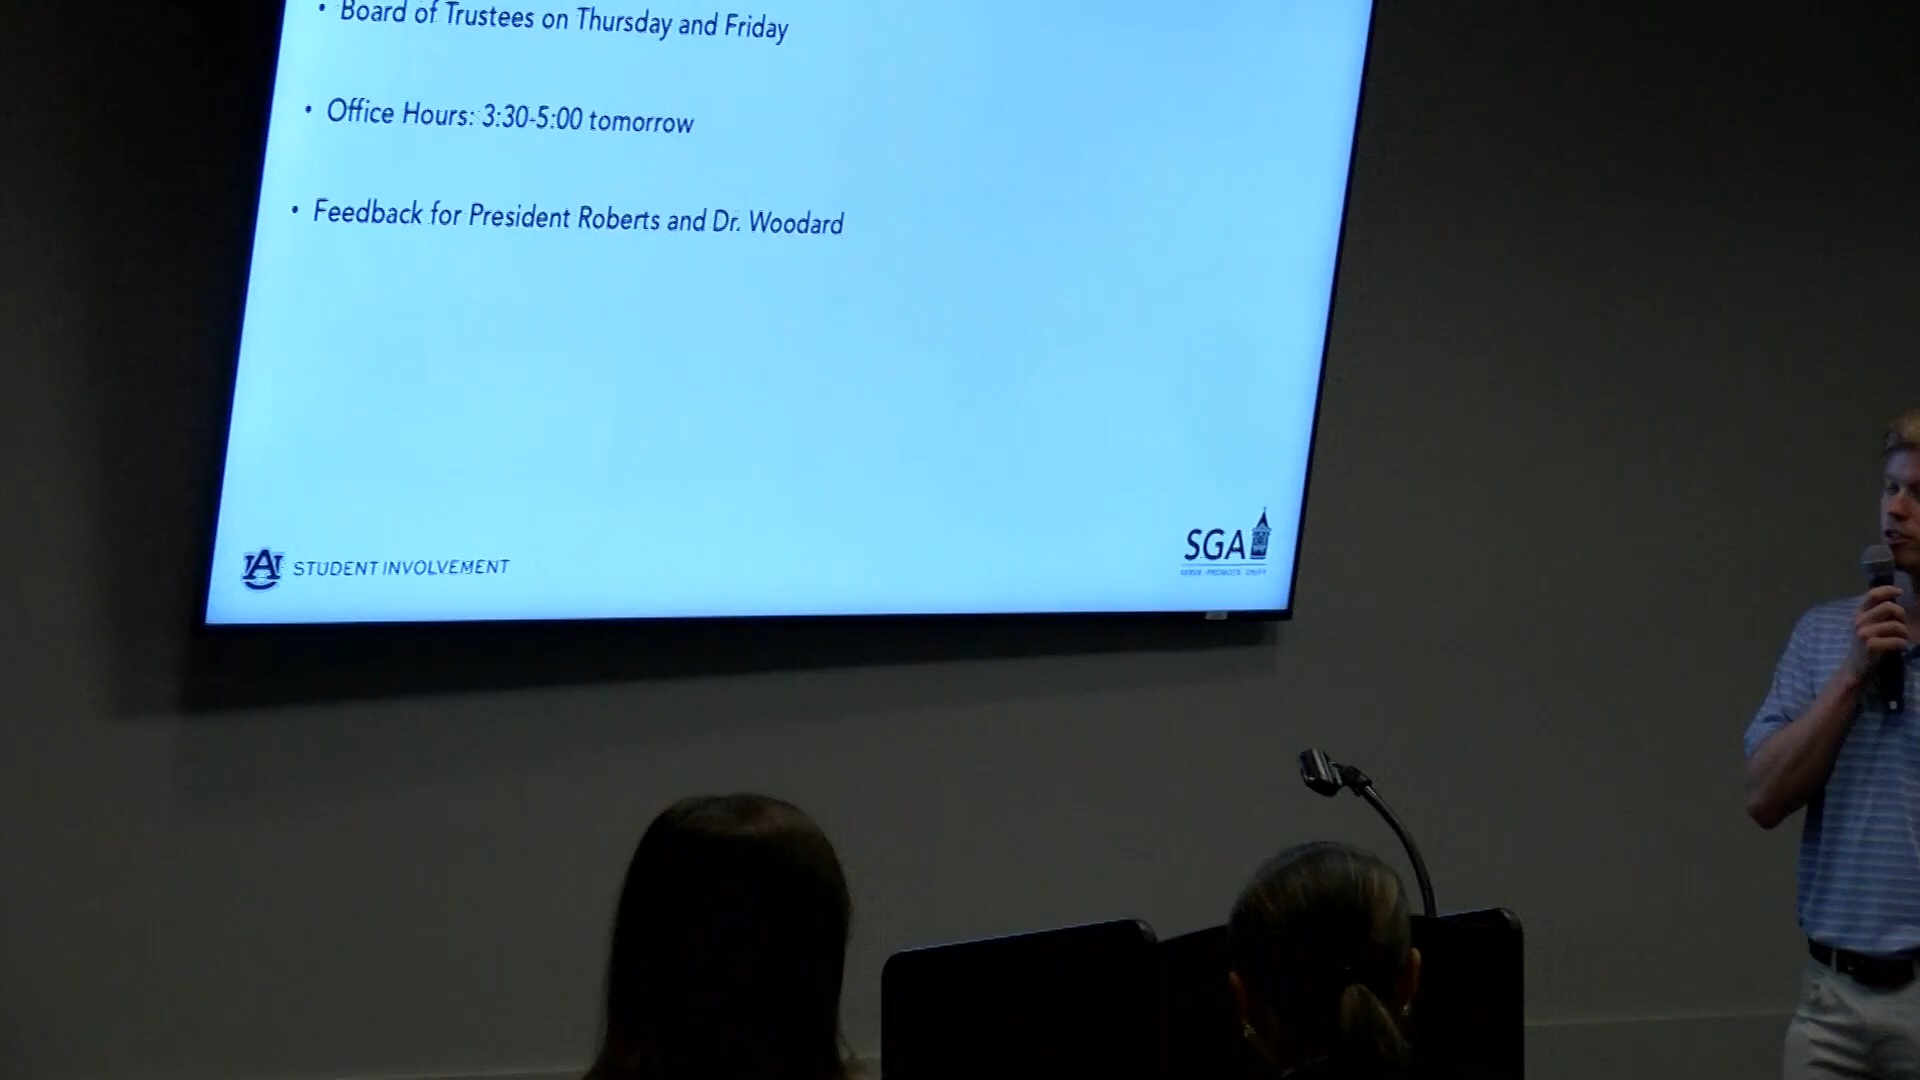 • Board of Trustees on Thursday and Friday
• Office Hours: 3:30-5:00 tomorrow
• Feedback for President Roberts and Dr. Woodard
AU STUDENT INVOLVEMENT
SGA